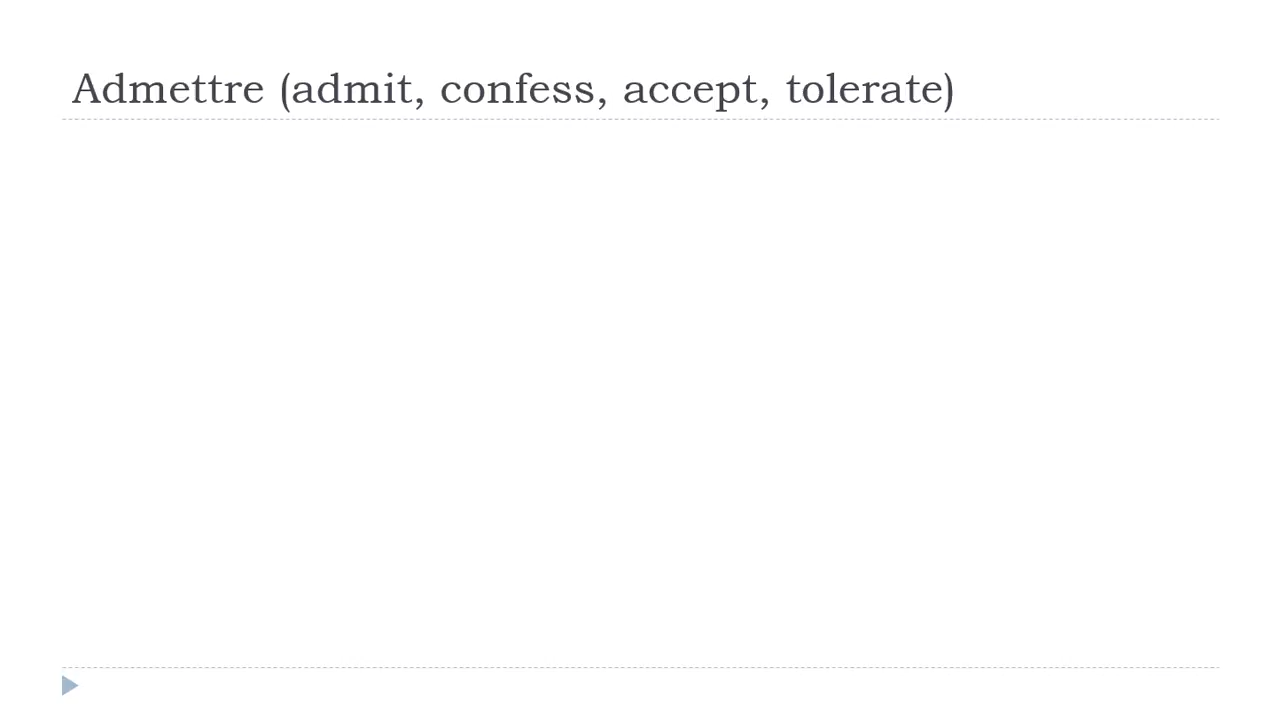 Admettre (admit, confess, accept, tolerate)